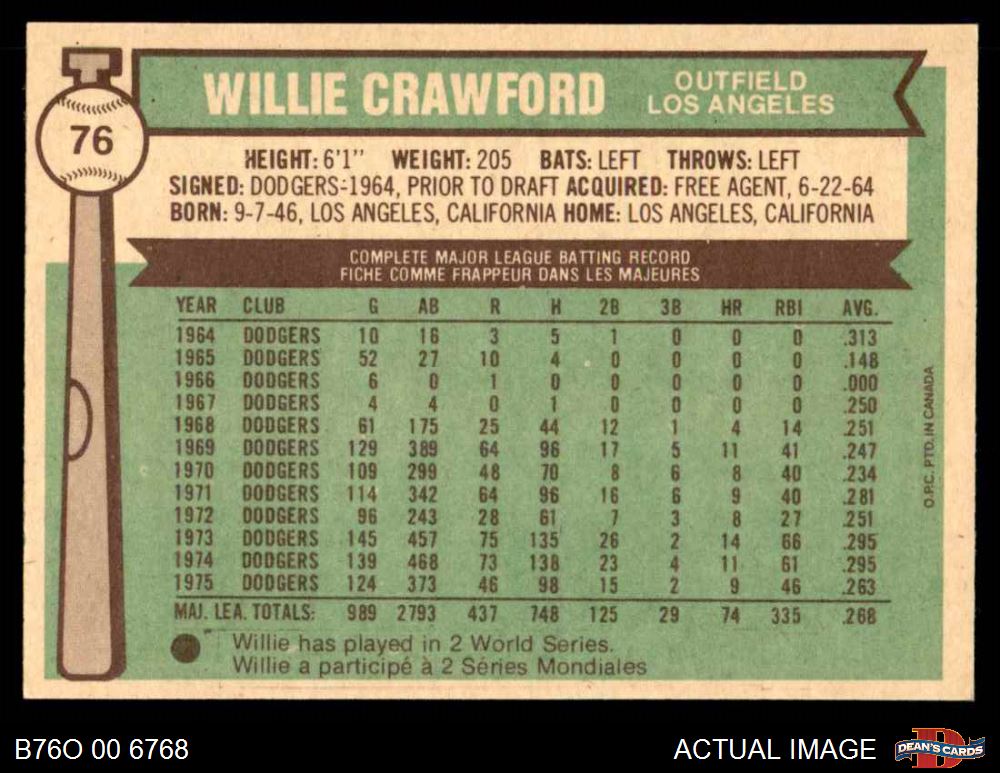 T
76
WILLIE CRAWFORD
OUTFIELD
LOS ANGELES
HEIGHT: 6'1" WEIGHT: 205 BATS: LEFT THROWS: LEFT
SIGNED: DODGERS-1964, PRIOR TO DRAFT ACQUIRED: FREE AGENT, 6-22-64
BORN: 9-7-46, LOS ANGELES, CALIFORNIA HOME: LOS ANGELES, CALIFORNIA
COMPLETE MAJOR LEAGUE BATTING RECORD
FICHE COMME FRAPPEUR DANS LES MAJEURES
YEAR CLUB G AB R H 2B 3B HR RBI AVG.
1964 DODGERS 10 16 3 5 1 0 0 0 .313
1965 DODGERS 52 27 10 4 0 0 0 0 .148
1966 DODGERS 6 0 1 0 0 0 0 0 .000
1967 DODGERS 4 4 0 1 0 0 0 0 .250
1968 DODGERS 61 175 25 44 12 1 4 14 .251
1969 DODGERS 129 389 64 96 17 5 11 41 .247
1970 DODGERS 109 299 48 70 8 6 8 40 .234
1971 DODGERS 114 342 64 96 16 6 9 40 .281
1972 DODGERS 96 243 28 61 7 3 8 27 .251
1973 DODGERS 145 457 75 135 26 2 14 66 .295
1974 DODGERS 139 468 73 138 23 4 11 61 .295
1975 DODGERS 124 373 46 98 15 2 9 46 .263
MAJ. LEA. TOTALS: 989 2793 437 748 125 29 74 335 .268
Willie has played in 2 World Series.
Willie a participé à 2 Séries Mondiales
O.P.C. PTD. IN CANADA
B76O 00 6768
ACTUAL IMAGE
D
DEAN'S CARDS